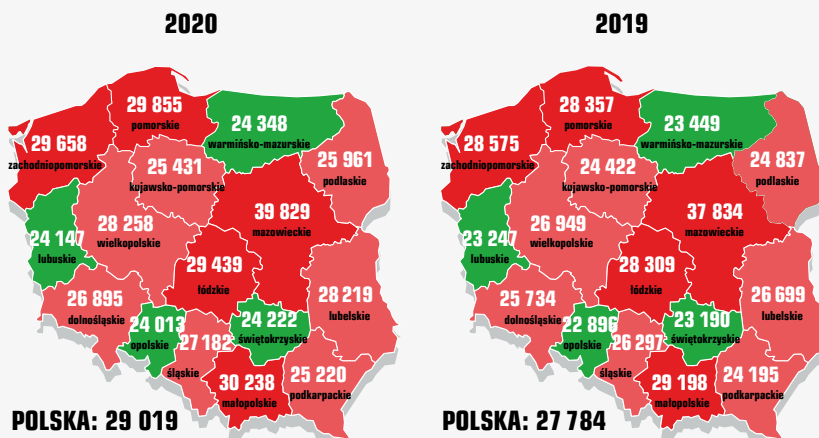 2020
29 855
pomorskie
24 348
warmińsko-mazurskie
29 658
zachodniopomorskie
25 431
kujawsko-pomorskie
25 961
podlaskie
39 829
mazowieckie
28 258
wielkopolskie
24 147
lubuskie
29 439
łódzkie
26 895
dolnośląskie
28 219
lubelskie
24 013
opolskie
24 222
świętokrzyskie
27 182
śląskie
30 238
małopolskie
25 220
podkarpackie
POLSKA: 29 019
2019
28 357
pomorskie
23 449
warmińsko-mazurskie
28 575
zachodniopomorskie
24 422
kujawsko-pomorskie
24 837
podlaskie
37 834
mazowieckie
26 949
wielkopolskie
23 247
lubuskie
28 309
łódzkie
25 734
dolnośląskie
26 699
lubelskie
22 896
opolskie
23 190
świętokrzyskie
26 297
śląskie
29 198
małopolskie
24 195
podkarpackie
POLSKA: 27 784